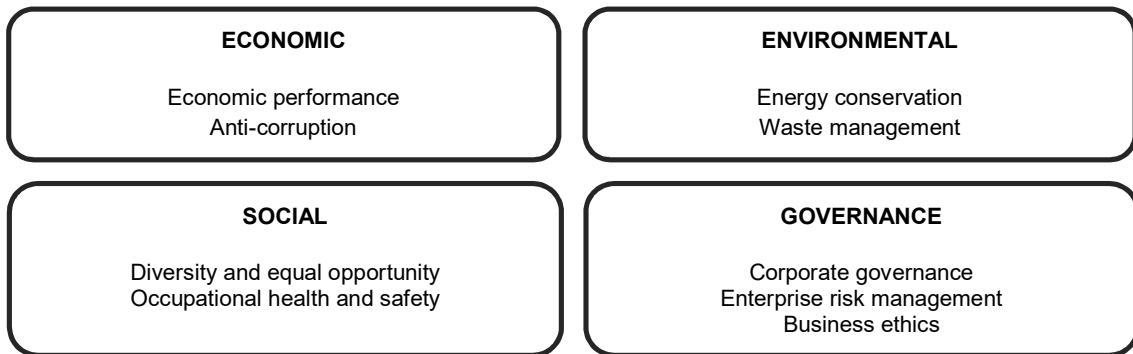 ECONOMIC
Economic performance
Anti-corruption
ENVIRONMENTAL
Energy conservation
Waste management
SOCIAL
Diversity and equal opportunity
Occupational health and safety
GOVERNANCE
Corporate governance
Enterprise risk management
Business ethics